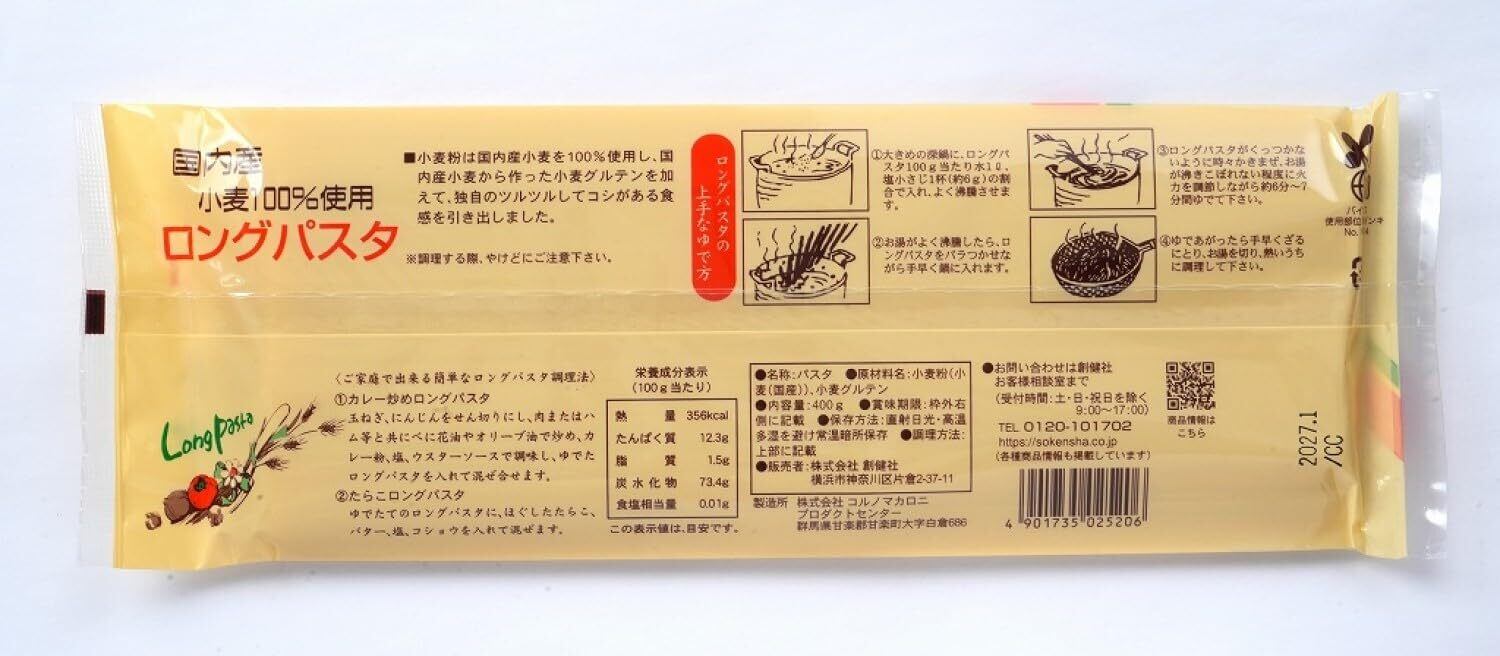 国内産
小麦100%使用
ロングパスタ
■小麦粉は国内産小麦を100%使用し、国
内産小麦から作った小麦グルテンを加
えて、独自のツルツルしてコシがある食
感を引き出しました。
※調理する際、やけどにご注意下さい。
ロングパスタの
上手なゆで方
①大きめの深鍋に、ロングパ
スタ100g当たり水1ℓ、
塩小さじ1杯(約6g)の割
合で入れ、よく沸騰させま
す。
②お湯がよく沸騰したら、ロ
ングパスタをバラつかせな
がら手早く鍋に入れます。
③ロングパスタがくっつかな
いように時々かきまぜ、お湯
が沸きこぼれない程度に火
力を調節しながら約6分〜7
分間ゆでて下さい。
④ゆであがったら手早くざる
にとり、お湯を切り、熱いうち
に調理して下さい。
使用部位
No.
Long Pasta
〈ご家庭で出来る簡単なロングパスタ調理法〉
①カレー炒めロングパスタ
玉ねぎ、にんじんをせん切りにし、肉またはハ
ム等と共にべに花油やオリーブ油で炒め、カ
レー粉、塩、ウスターソースで調味し、ゆでた
ロングパスタを入れて混ぜ合せます。
②たらこロングパスタ
ゆでたてのロングパスタに、ほぐしたたらこ、
バター、塩、コショウを入れて混ぜます。
栄養成分表示
(100g当たり)
熱量 356kcal
たんぱく質 12.3g
脂質 1.5g
炭水化物 73.4g
食塩相当量 0.01g
この表示値は、目安です。
●名称:パスタ ●原材料名:小麦粉(小
麦(国産))、小麦グルテン
●内容量:400g ●賞味期限:枠外右
側に記載 ●保存方法:直射日光・高温
多湿を避け常温暗所保存 ●調理方法:
上部に記載
●販売者:株式会社 創健社
横浜市神奈川区片倉2-37-11
製造所 株式会社 コルノマカロニ
プロダクトセンター
群馬県甘楽郡甘楽町大字白倉686
●お問い合わせは創健社
お客様相談室まで
(受付時間:土・日・祝日を除く
9:00〜17:00)
TEL 0120-101702
https://sokensha.co.jp
(各種商品情報も掲載しています)
4 901735 025206
商品情報は
こちら
2027.1
/CC